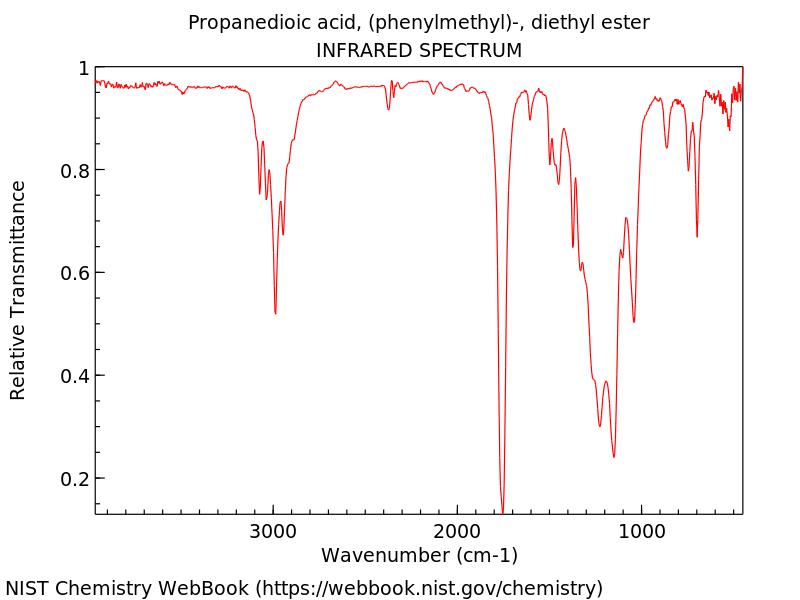 Propanedioic acid, (phenylmethyl)-, diethyl ester
INFRARED SPECTRUM
1
0.8
0.6
0.4
0.2
Relative Transmittance
3000 2000 1000
Wavenumber (cm-1)
NIST Chemistry WebBook (https://webbook.nist.gov/chemistry)